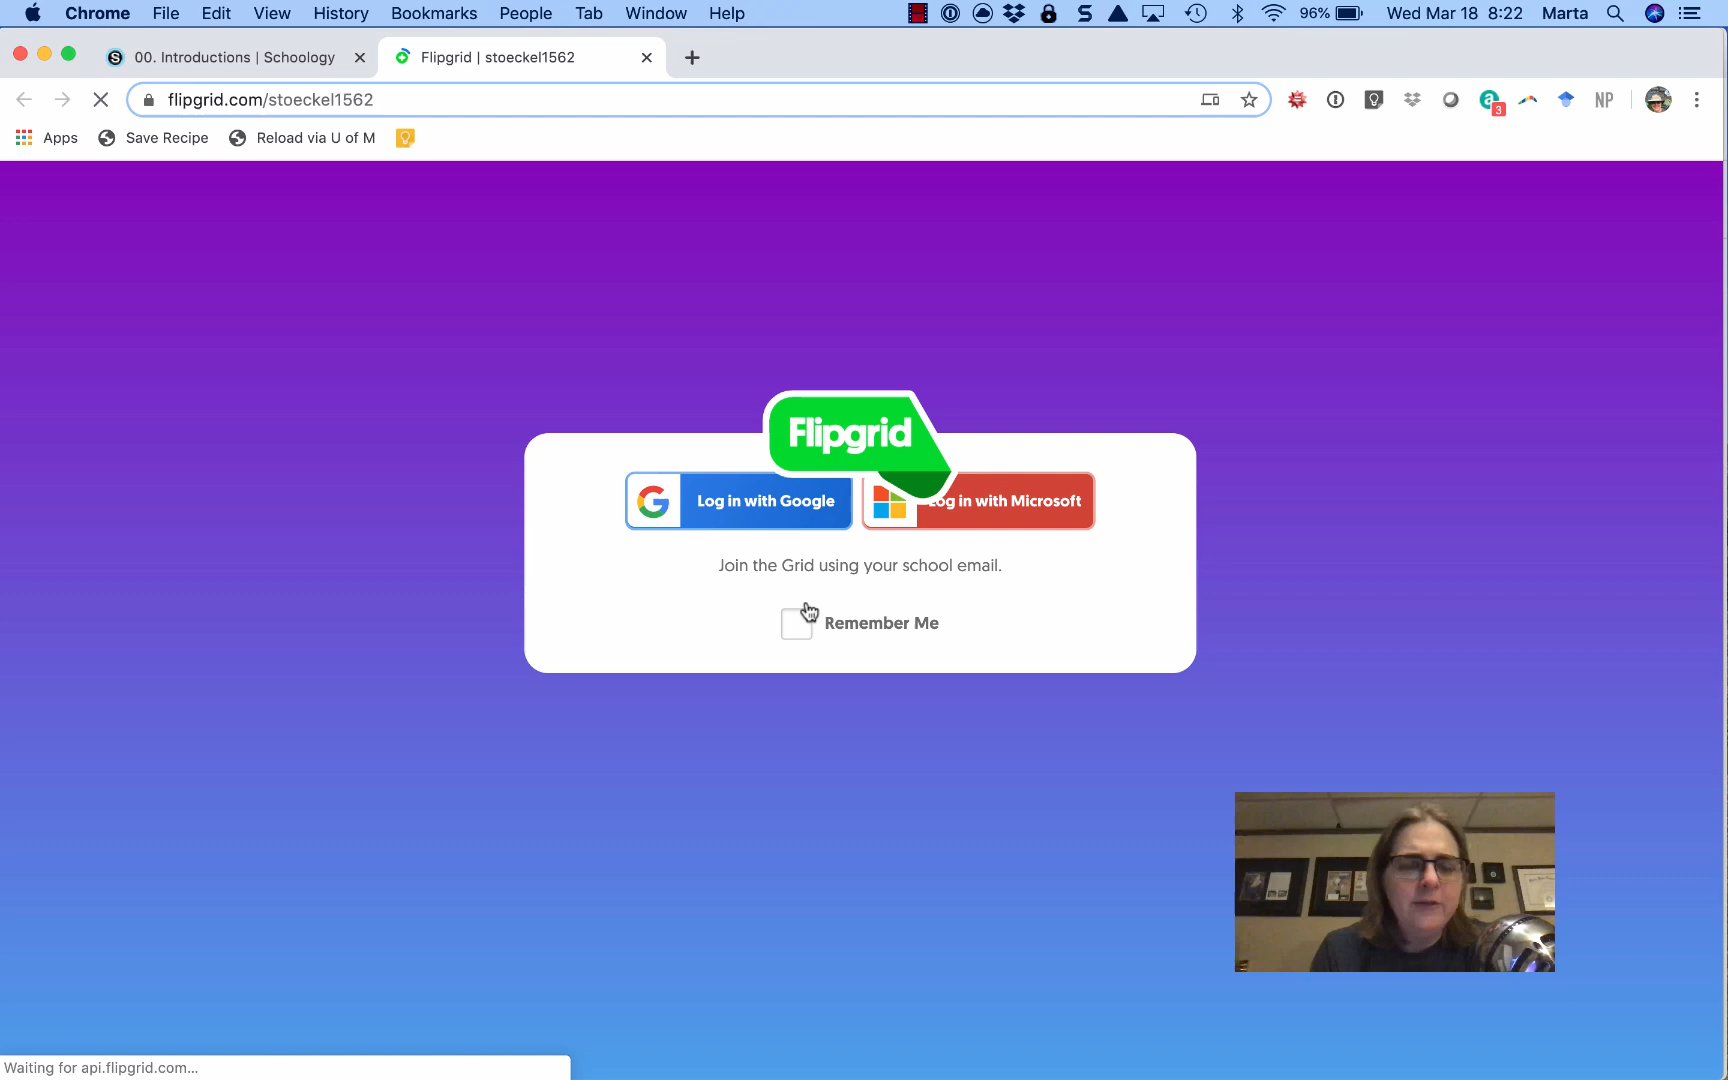 Chrome File Edit View History Bookmarks People Tab Window Help 96% Wed Mar 18 8:22 Marta
00. Introductions | Schoology
Flipgrid | stoeckel1562
flipgrid.com/stoeckel1562
3
NP
Apps Save Recipe Reload via U of M
Flipgrid
Log in with Google
og in with Microsoft
Join the Grid using your school email.
Remember Me
Waiting for api.flipgrid.com...